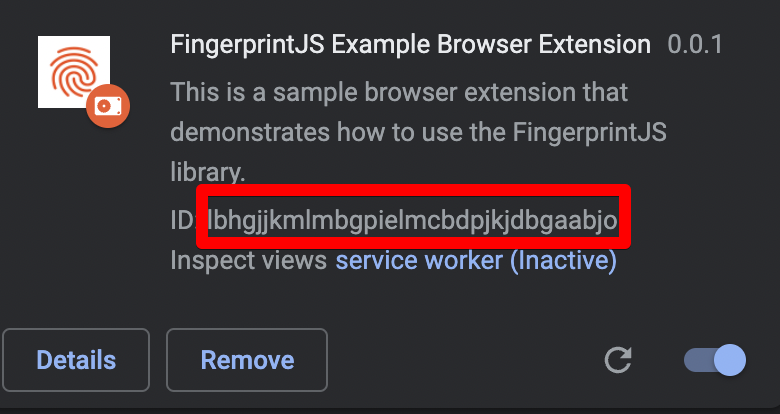 FingerprintJS Example Browser Extension 0.0.1
This is a sample browser extension that
demonstrates how to use the FingerprintJS
library.
ID: lbhgjjkmlmbgpielmcbdpjkjdbgaabjo
Inspect views service worker (Inactive)
Details Remove